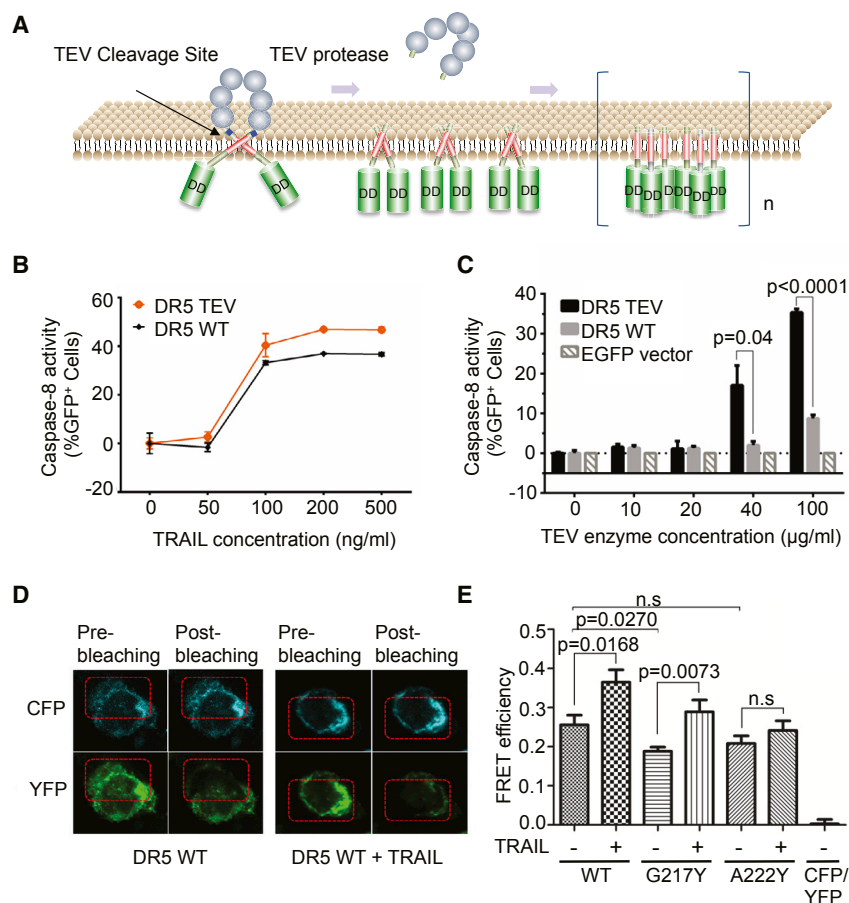 A
TEV Cleavage Site
TEV protease
DD
DD
DD
DD
DD
DD
DD
DD
DD
DD
DD
DD
DD
n
B
DR5 TEV
DR5 WT
Caspase-8 activity
(%GFP+ Cells)
60
40
20
0
-20
0 50 100 200 500
TRAIL concentration (ng/ml)
C
p<0.0001
DR5 TEV
DR5 WT
EGFP vector
p=0.04
Caspase-8 activity
(%GFP+ Cells)
40
30
20
10
0
-10
0 10 20 40 100
TEV enzyme concentration (µg/ml)
D
Pre-
bleaching
Post-
bleaching
Pre-
bleaching
Post-
bleaching
CFP
YFP
DR5 WT
DR5 WT + TRAIL
E
n.s
p=0.0270
p=0.0168
p=0.0073
n.s
FRET efficiency
0.5
0.4
0.3
0.2
0.1
0.0
TRAIL - + - + - + -
WT G217Y A222Y CFP/
YFP